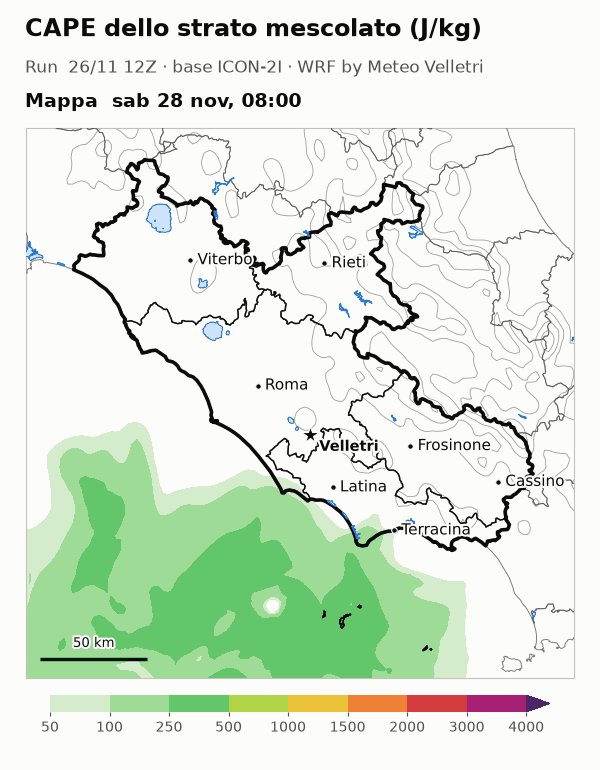 CAPE dello strato mescolato (J/kg)
Run  26/11 12Z · base ICON-2I · WRF by Meteo Velletri
Mappa  sab 28 nov, 08:00
Viterbo
Rieti
Roma
Velletri
Frosinone
Cassino
Latina
Terracina
50 km
50 100 250 500 1000 1500 2000 3000 4000